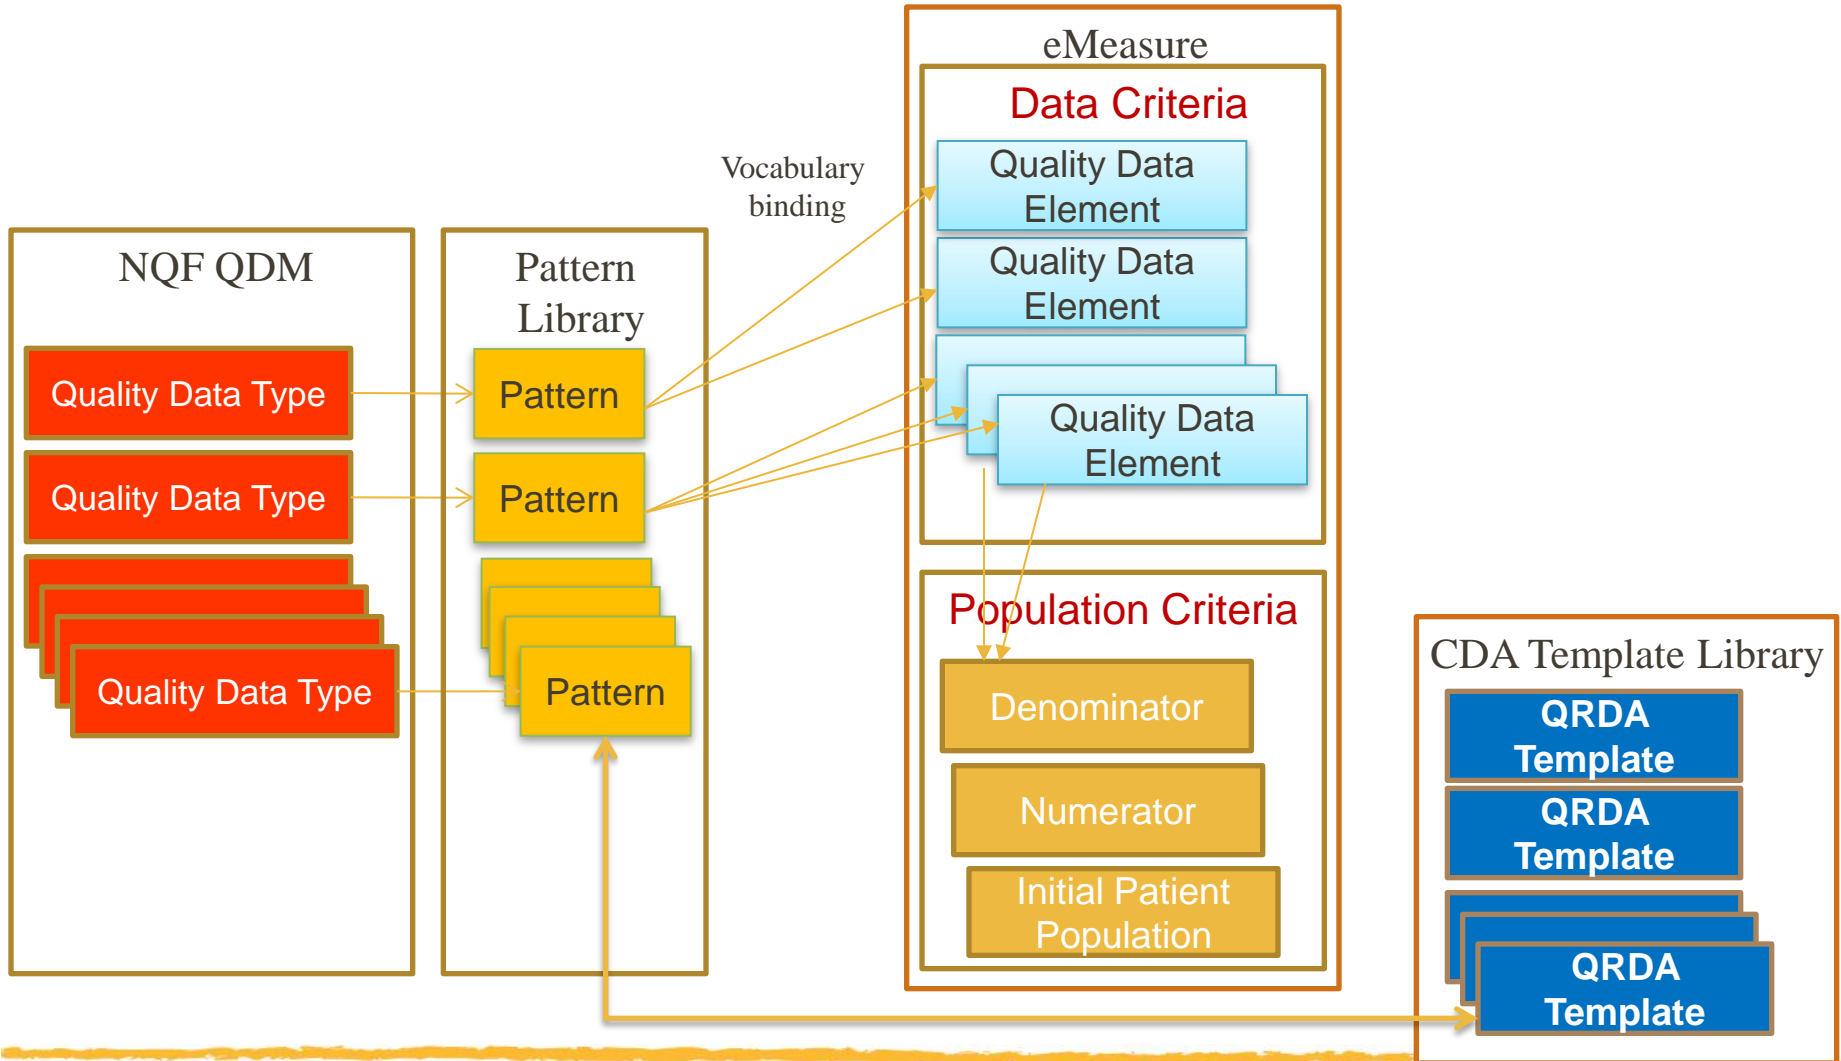 NQF QDM
Quality Data Type
Quality Data Type
Quality Data Type
Pattern
Library
Pattern
Pattern
Pattern
Vocabulary
binding
eMeasure
Data Criteria
Quality Data
Element
Quality Data
Element
Quality Data
Element
Population Criteria
Denominator
Numerator
Initial Patient
Population
CDA Template Library
QRDA
Template
QRDA
Template
QRDA
Template